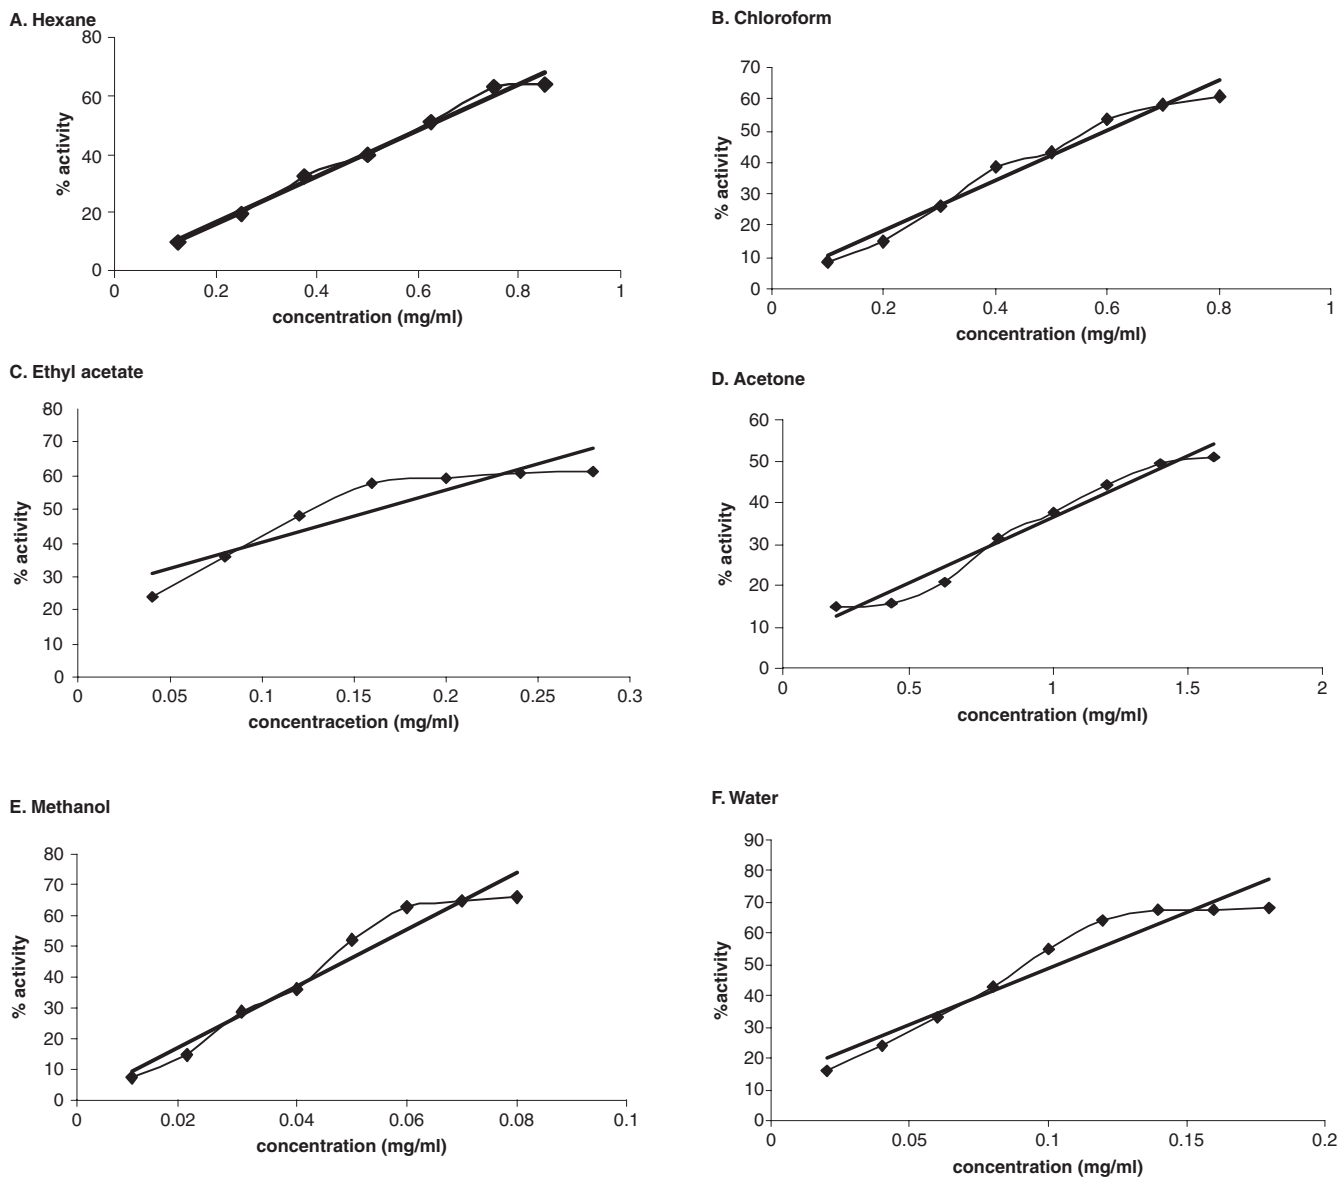 A. Hexane
80
60
40
20
0
% activity
0 0.2 0.4 0.6 0.8 1
concentration (mg/ml)
B. Chloroform
70
60
50
40
30
20
10
0
% activity
0 0.2 0.4 0.6 0.8 1
concentration (mg/ml)
C. Ethyl acetate
80
70
60
50
40
30
20
10
0
% activity
0 0.05 0.1 0.15 0.2 0.25 0.3
concentracetion (mg/ml)
D. Acetone
60
50
40
30
20
10
0
% activity
0 0.5 1 1.5 2
concentration (mg/ml)
E. Methanol
80
70
60
50
40
30
20
10
0
% activity
0 0.02 0.04 0.06 0.08 0.1
concentration (mg/ml)
F. Water
90
80
70
60
50
40
30
20
10
0
%activity
0 0.05 0.1 0.15 0.2
concentration (mg/ml)